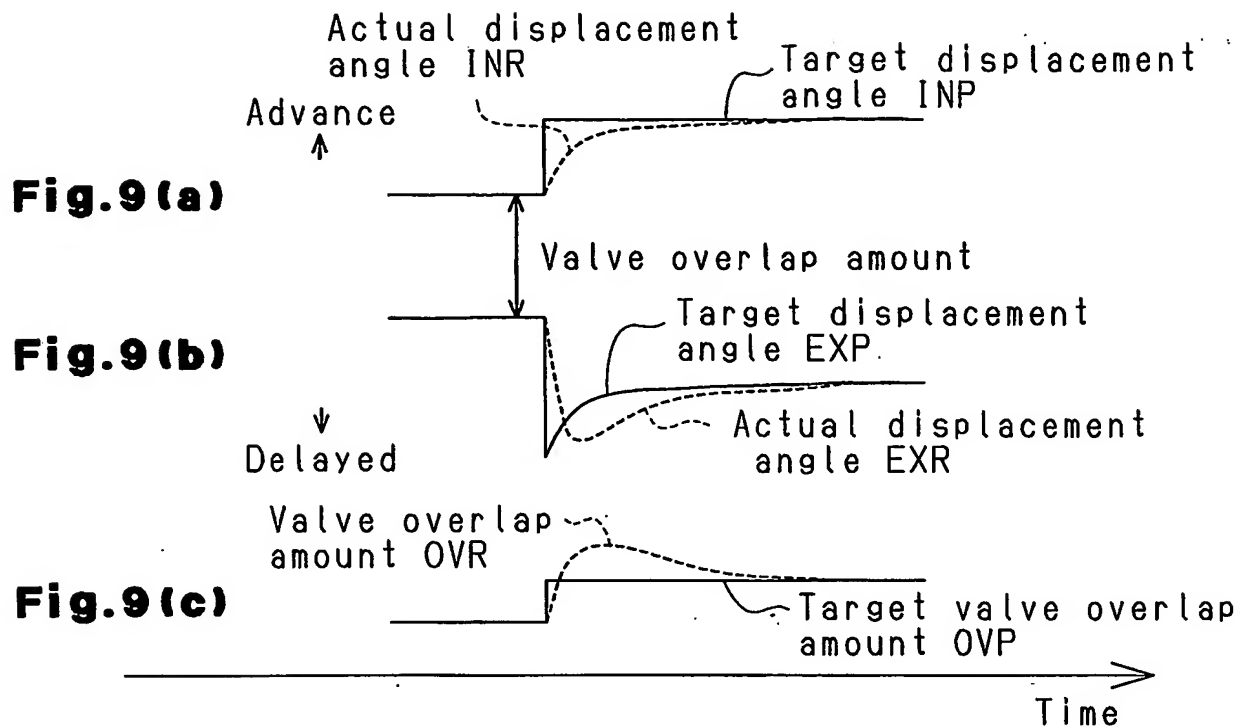 Actual displacement
angle INR
Target displacement
angle INP
Advance
Fig.9(a)
Valve overlap amount
Target displacement
angle EXP.
Fig.9(b)
Delayed
Actual displacement
angle EXR
Valve overlap
amount OVR
Fig.9(c)
Target valve overlap
amount OVP
Time